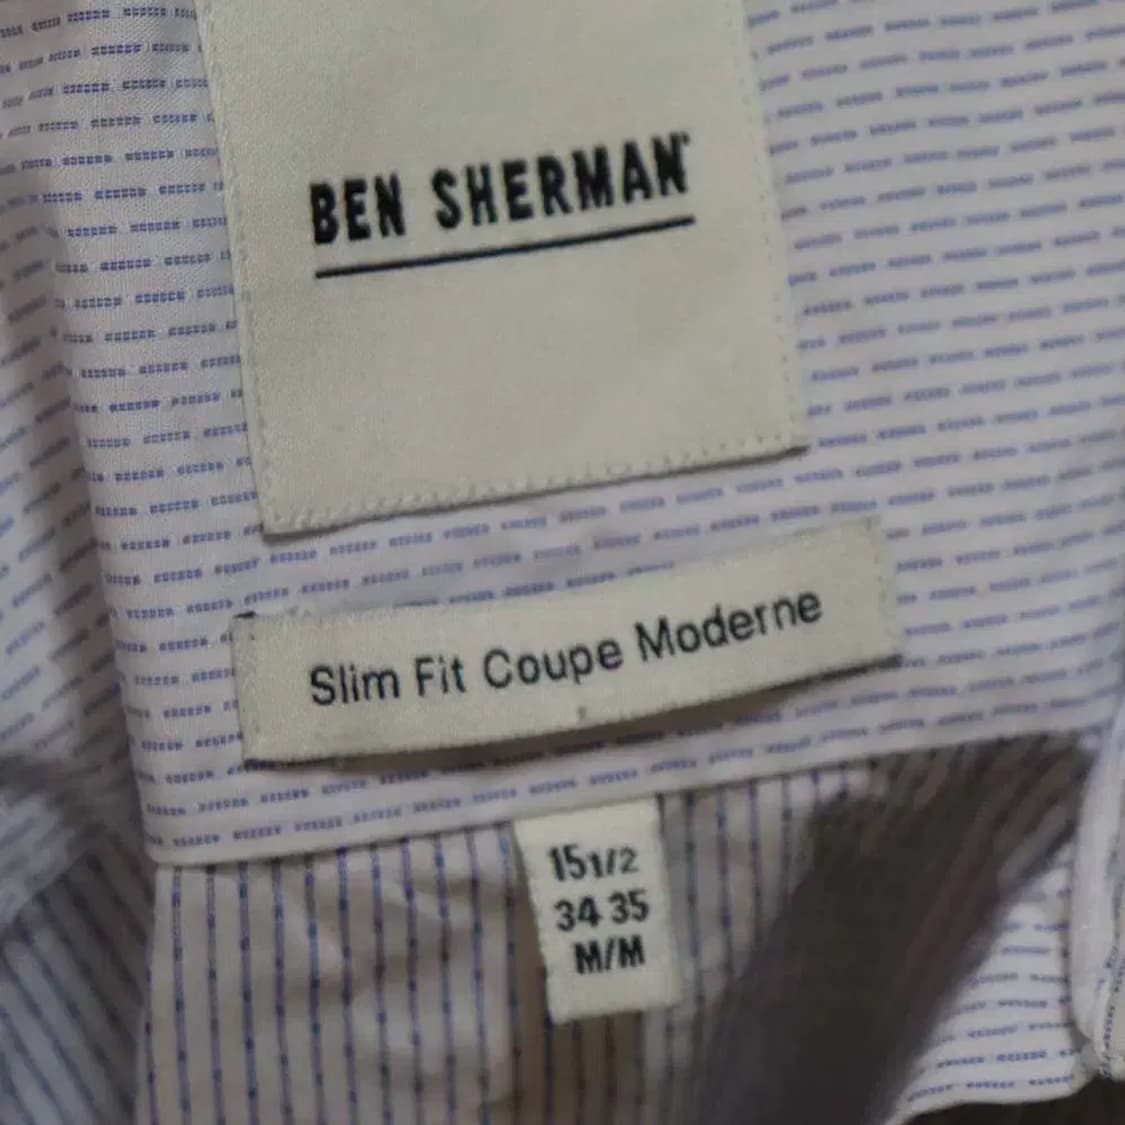 BEN SHERMAN
Slim Fit Coupe Moderne
15 1/2
34 35
M/M